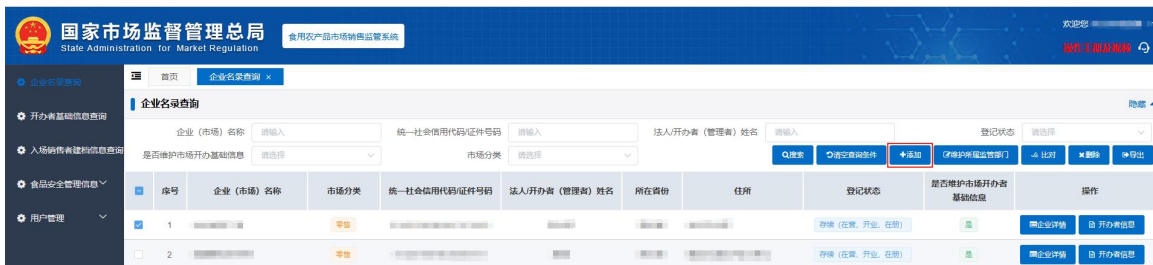 国家市场监督管理总局
State Administration for Market Regulation
食用农产品市场销售监管系统
欢迎您
操作手册及视频
企业名录查询
开办者基础信息查询
入场销售者建档信息查询
食品安全管理信息
用户管理
首页 企业名录查询 ×
企业名录查询 隐藏
企业(市场)名称 请输入 统一社会信用代码/证件号码 请输入 法人/开办者(管理者)姓名 请输入 登记状态 请选择
是否维护市场开办基础信息 请选择 市场分类 请选择 搜索 清空查询条件 +添加 维护所属监管部门 比对 ×删除 导出
序号 企业(市场)名称 市场分类 统一社会信用代码/证件号码 法人/开办者(管理者)姓名 所在省份 住所 登记状态 是否维护市场开办者基础信息 操作
1 零售 存续(在营、开业、在册) 是 企业详情 开办者信息
2 零售 存续(在营、开业、在册) 是 企业详情 开办者信息